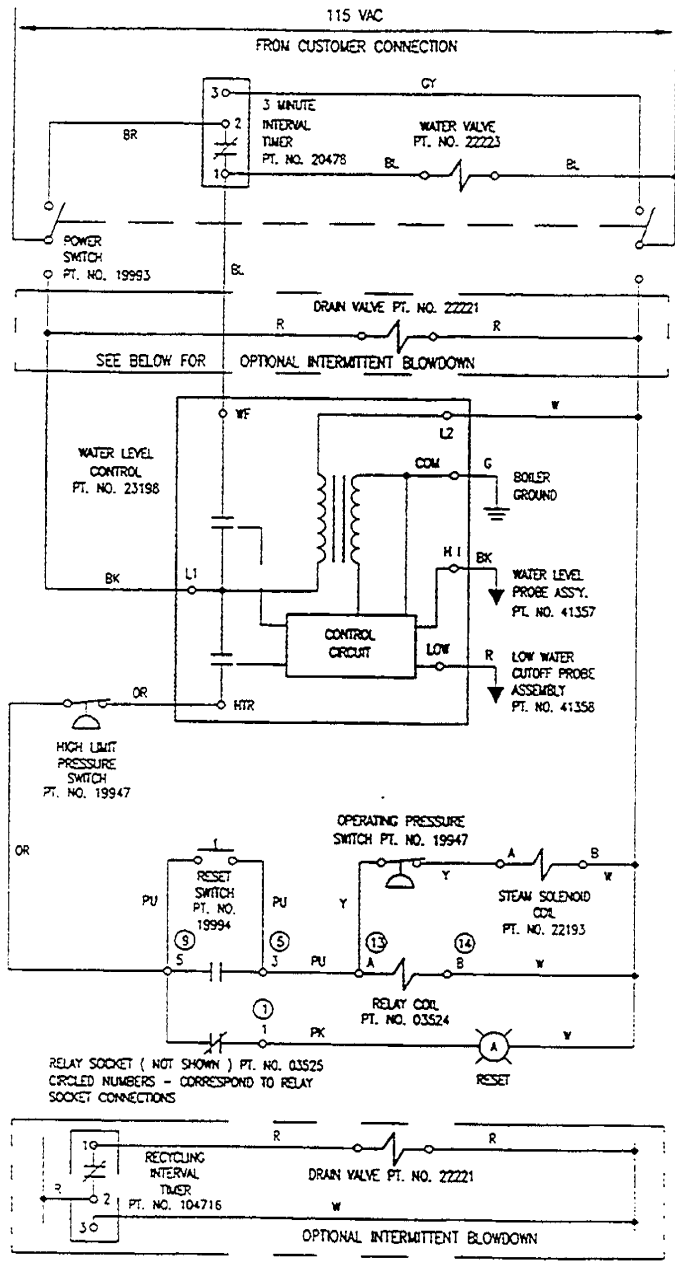 115 VAC
FROM CUSTOMER CONNECTION
GY
3
3 MINUTE
INTERVAL
TIMER
PT. NO. 20478
2
1
BR
WATER VALVE
PT. NO. 22223
BL
BL
POWER
SWITCH
PT. NO. 19993
BL
DRAIN VALVE PT. NO. 22221
R
R
SEE BELOW FOR OPTIONAL INTERMITTENT BLOWDOWN
WF
W
L2
WATER LEVEL
CONTROL
PT. NO. 23198
COM
G
BOILER
GROUND
HI
BK
WATER LEVEL
PROBE ASS'Y.
PT. NO. 41357
BK
L1
CONTROL
CIRCUIT
LOW
R
LOW WATER
CUTOFF PROBE
ASSEMBLY
PT. NO. 41358
OR
HTR
HIGH LIMIT
PRESSURE
SWITCH
PT. NO. 19947
OPERATING PRESSURE
SWITCH PT. NO. 19947
OR
RESET
SWITCH
PT. NO.
19994
PU
PU
Y
Y
A
B
W
STEAM SOLENOID
COIL
PT. NO. 22193
9
5
5
3
PU
13
A
14
B
W
RELAY COIL
PT. NO. 03524
1
1
PK
A
W
RESET
RELAY SOCKET ( NOT SHOWN ) PT. NO. 03525
CIRCLED NUMBERS - CORRESPOND TO RELAY
SOCKET CONNECTIONS
1
R
R
RECYCLING
INTERVAL
TIMER
PT. NO. 104716
DRAIN VALVE PT. NO. 22221
R
2
3
W
OPTIONAL INTERMITTENT BLOWDOWN